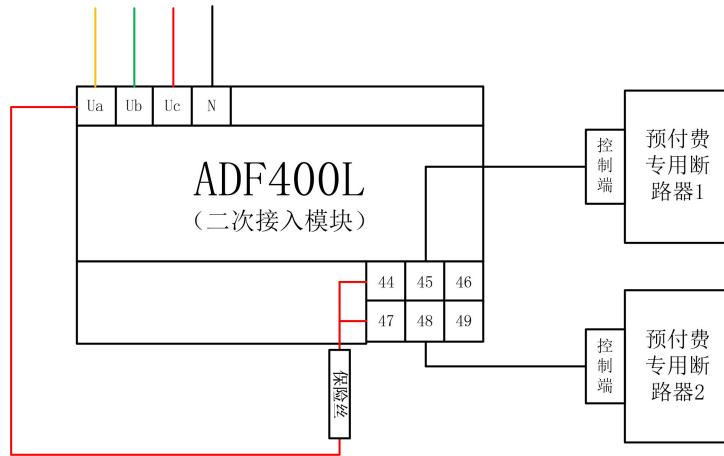 Ua Ub Uc N
ADF400L
(二次接入模块)
44 45 46
47 48 49
保险丝
控制端
预付费
专用断
路器1
控制端
预付费
专用断
路器2